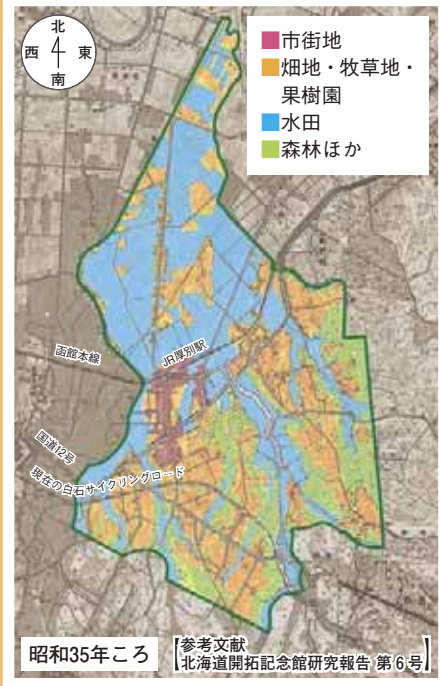 北
西 東
南
市街地
畑地・牧草地・
果樹園
水田
森林ほか
函館本線
JR厚別駅
国道12号
現在の白石サイクリングロード
昭和35年ころ
【参考文献
北海道開拓記念館研究報告 第6号】